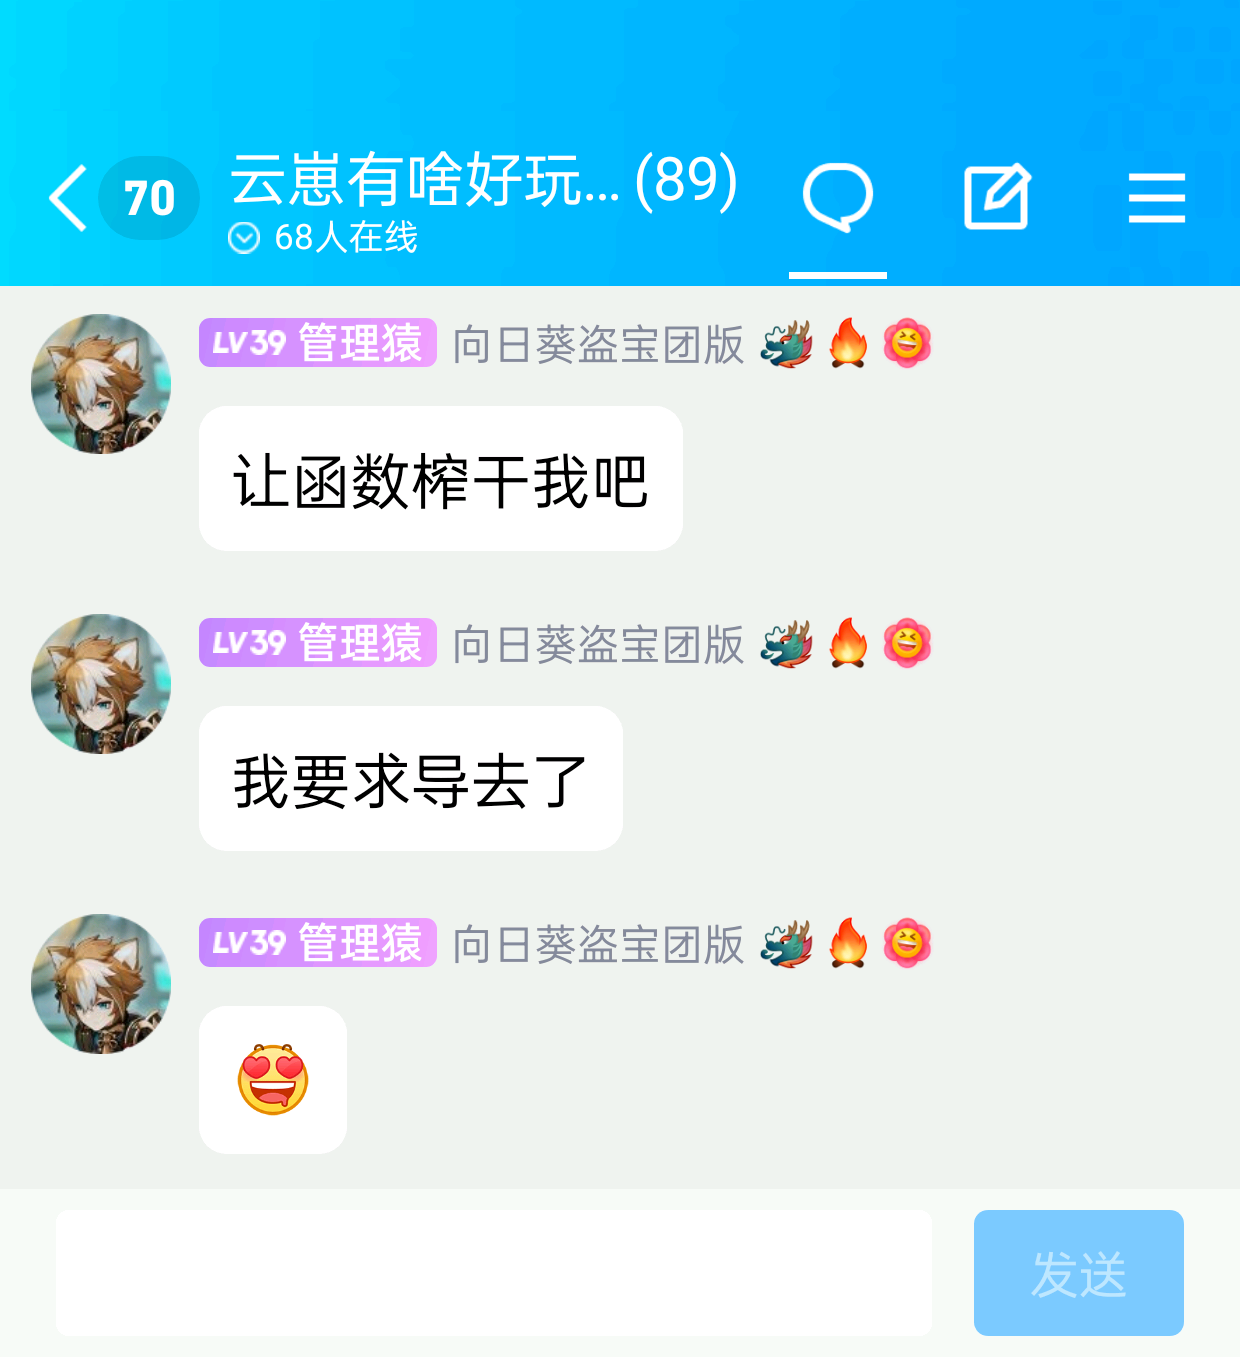 70
云崽有啥好玩... (89)
68人在线
LV39 管理猿 向日葵盗宝团版 🐲 🔥 
让函数榨干我吧
LV39 管理猿 向日葵盗宝团版 🐲 🔥 
我要求导去了
LV39 管理猿 向日葵盗宝团版 🐲 🔥 
发送